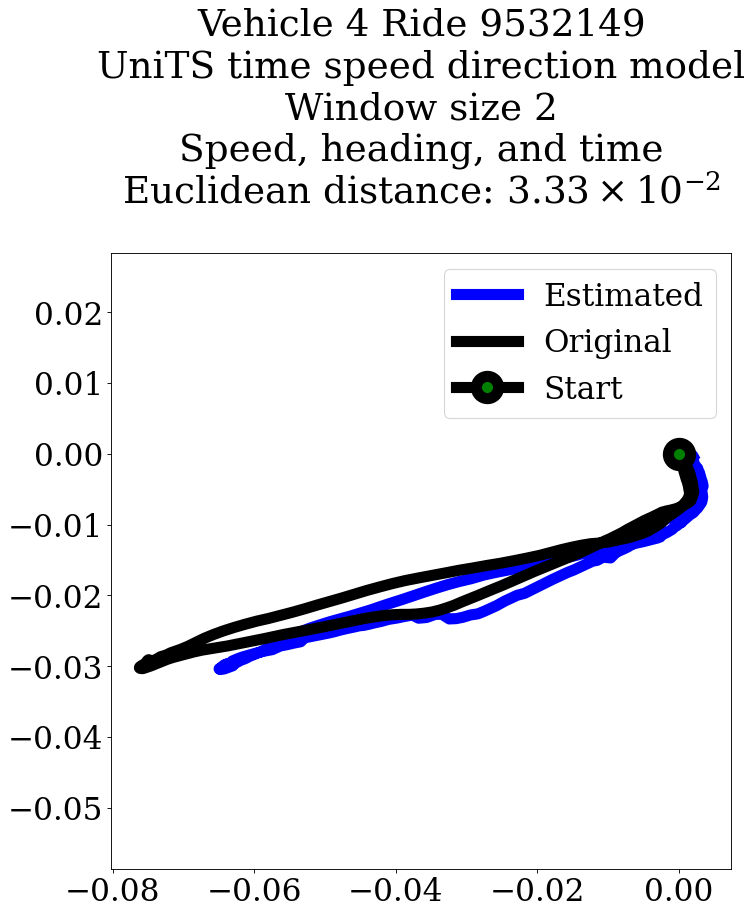 Vehicle 4 Ride 9532149
UniTS time speed direction model
Window size 2
Speed, heading, and time
Euclidean distance: 3.33 × 10⁻²
Estimated
Original
Start
0.02
0.01
0.00
−0.01
−0.02
−0.03
−0.04
−0.05
−0.08 −0.06 −0.04 −0.02 0.00